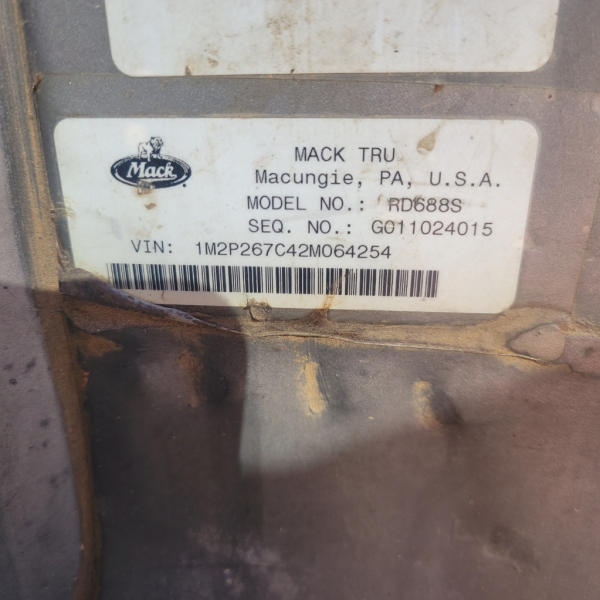 Mack
MACK TRU
Macungie, PA, U.S.A.
MODEL NO.: RD688S
SEQ. NO.: G011024015
VIN: 1M2P267C42M064254